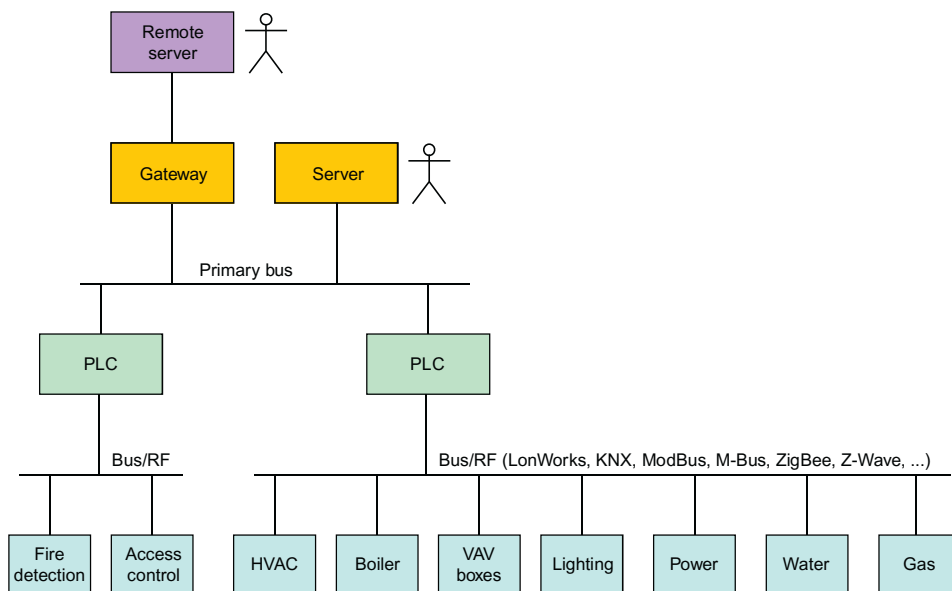 Remote
server
Gateway
Server
Primary bus
PLC
PLC
Bus/RF
Bus/RF (LonWorks, KNX, ModBus, M-Bus, ZigBee, Z-Wave, ...)
Fire
detection
Access
control
HVAC
Boiler
VAV
boxes
Lighting
Power
Water
Gas